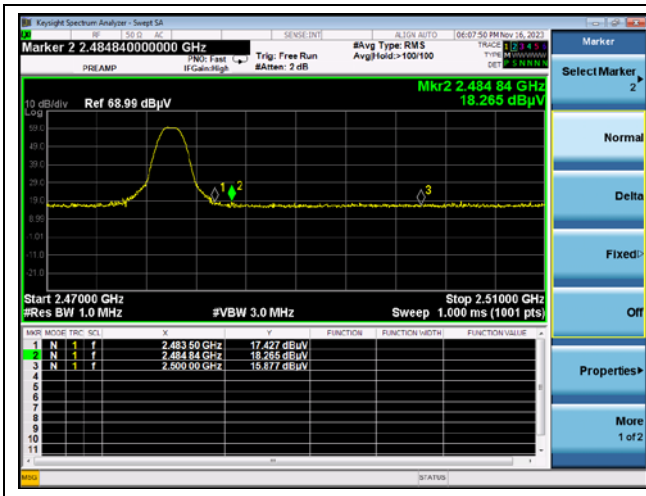 Keysight Spectrum Analyzer - Swept SA
RF 50 Ω AC SENSE:INT ALIGN AUTO 06:07:50 PM Nov 16, 2023
Marker 2 2.484840000000 GHz
PREAMP
PNO: Fast
IFGain:High
Trig: Free Run
#Atten: 2 dB
#Avg Type: RMS
Avg|Hold:>100/100
TRACE 1 2 3 4 5 6
TYPE
DET P S N N N N
Mkr2 2.484 84 GHz
18.265 dBµV
10 dB/div Ref 68.99 dBµV
Log
59.0
49.0
39.0
29.0
19.0
8.99
-1.01
-11.0
-21.0
1
2
3
Start 2.47000 GHz Stop 2.51000 GHz
#Res BW 1.0 MHz #VBW 3.0 MHz Sweep 1.000 ms (1001 pts)
MKR MODE TRC SCL X Y FUNCTION FUNCTION WIDTH FUNCTION VALUE
1 N 1 f 2.483 50 GHz 17.427 dBµV
2 N 1 f 2.484 84 GHz 18.265 dBµV
3 N 1 f 2.500 00 GHz 15.877 dBµV
4
5
6
7
8
9
10
11
MSG STATUS
Marker
Select Marker
2
Normal
Delta
Fixed
Off
Properties
More
1 of 2